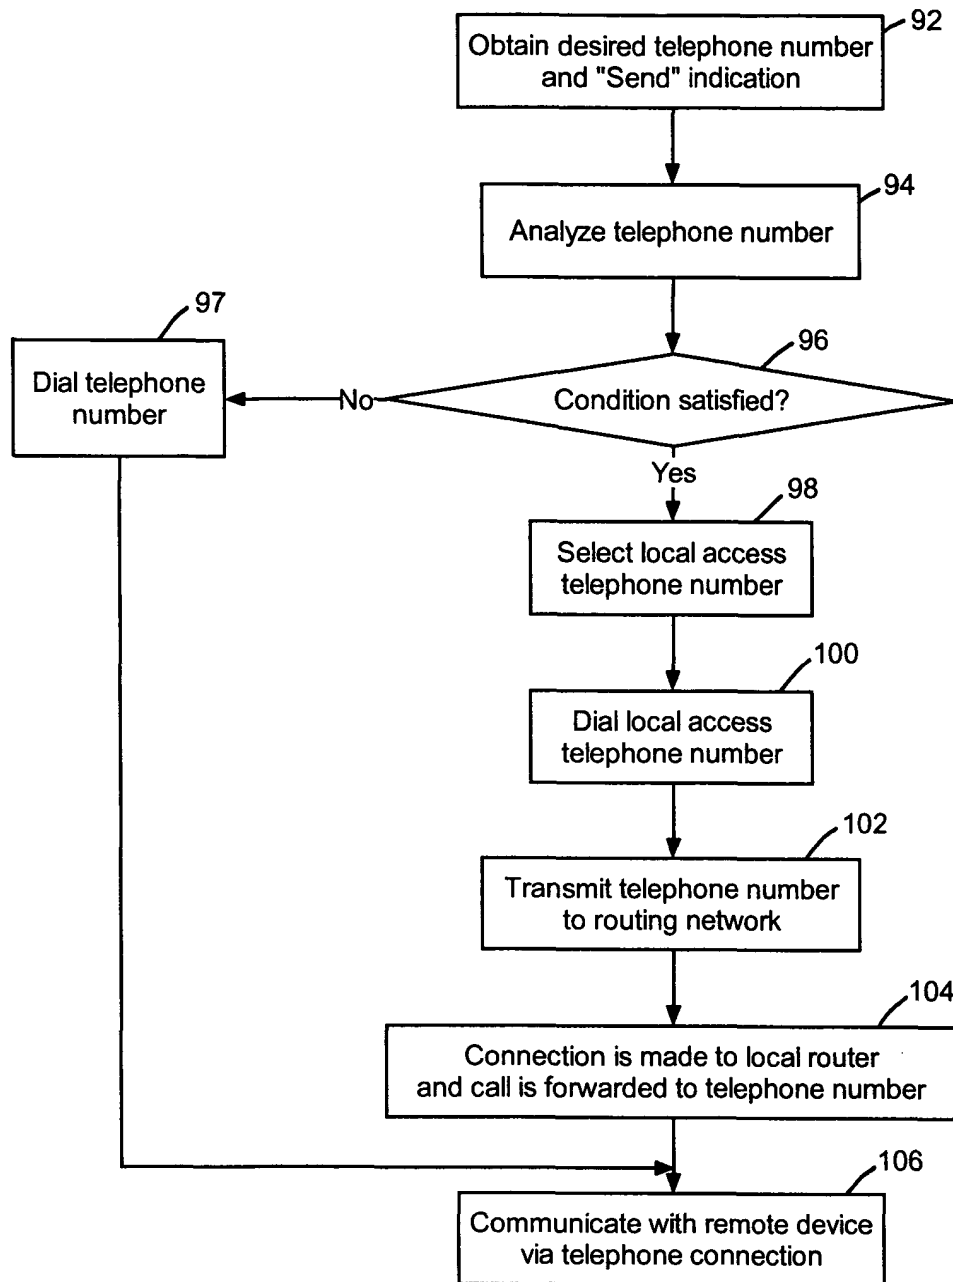 92
Obtain desired telephone number
and "Send" indication
94
Analyze telephone number
97
Dial telephone
number
96
Condition satisfied?
No
Yes
98
Select local access
telephone number
100
Dial local access
telephone number
102
Transmit telephone number
to routing network
104
Connection is made to local router
and call is forwarded to telephone number
106
Communicate with remote device
via telephone connection